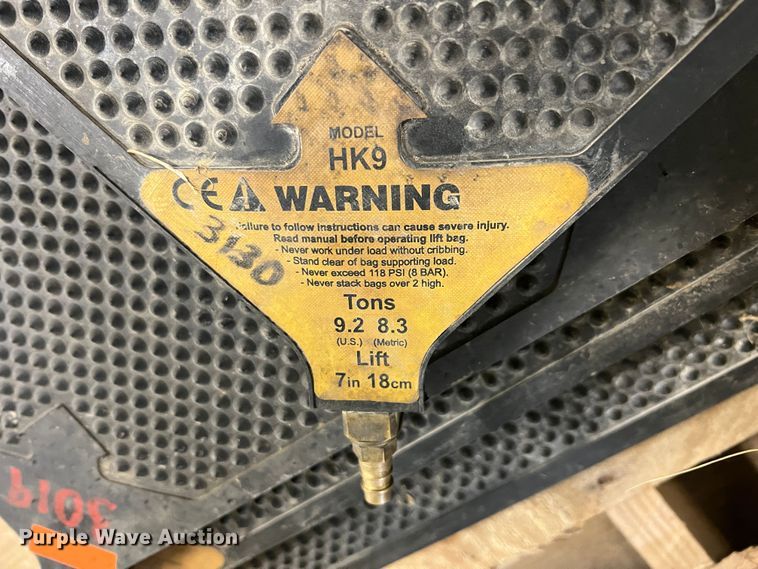 MODEL
HK9
CE WARNING
Failure to follow instructions can cause severe injury.
Read manual before operating lift bag.
- Never work under load without cribbing.
- Stand clear of bag supporting load.
- Never exceed 118 PSI (8 BAR).
- Never stack bags over 2 high.
3130
Tons
9.2 8.3
(U.S.) (Metric)
Lift
7in 18cm
3019
Purple Wave Auction